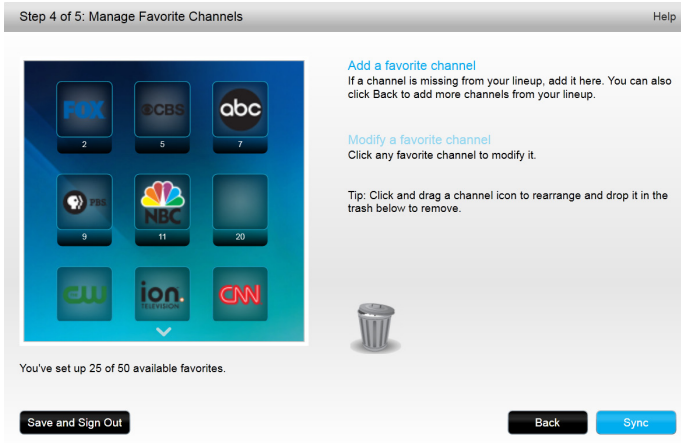 Step 4 of 5: Manage Favorite Channels
Help
Add a favorite channel
If a channel is missing from your lineup, add it here. You can also
click Back to add more channels from your lineup.
Modify a favorite channel
Click any favorite channel to modify it.
Tip: Click and drag a channel icon to rearrange and drop it in the
trash below to remove.
FOX
CBS
abc
2
5
7
PBS
NBC
9
11
20
CW
ion
TELEVISION
CNN
You've set up 25 of 50 available favorites.
Save and Sign Out
Back
Sync